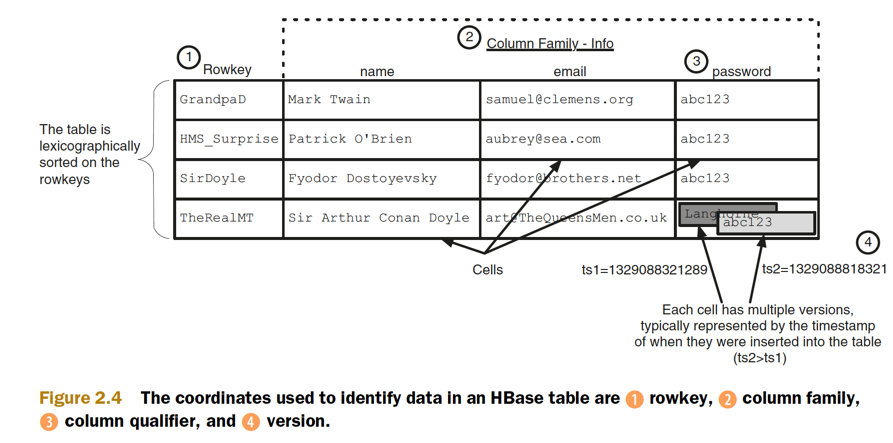 2
Column Family - Info
1
3
Rowkey
name
email
password
GrandpaD
Mark Twain
samuel@clemens.org
abc123
The table is
lexicographically
sorted on the
rowkeys
HMS_Surprise
Patrick O'Brien
aubrey@sea.com
abc123
SirDoyle
Fyodor Dostoyevsky
fyodor@brothers.net
abc123
TheRealMT
Sir Arthur Conan Doyle
art@TheQueensMen.co.uk
Langhorne
abc123
4
Cells
ts1=1329088321289
ts2=1329088818321
Each cell has multiple versions,
typically represented by the timestamp
of when they were inserted into the table
(ts2>ts1)
Figure 2.4 The coordinates used to identify data in an HBase table are 1 rowkey, 2 column family,
3 column qualifier, and 4 version.